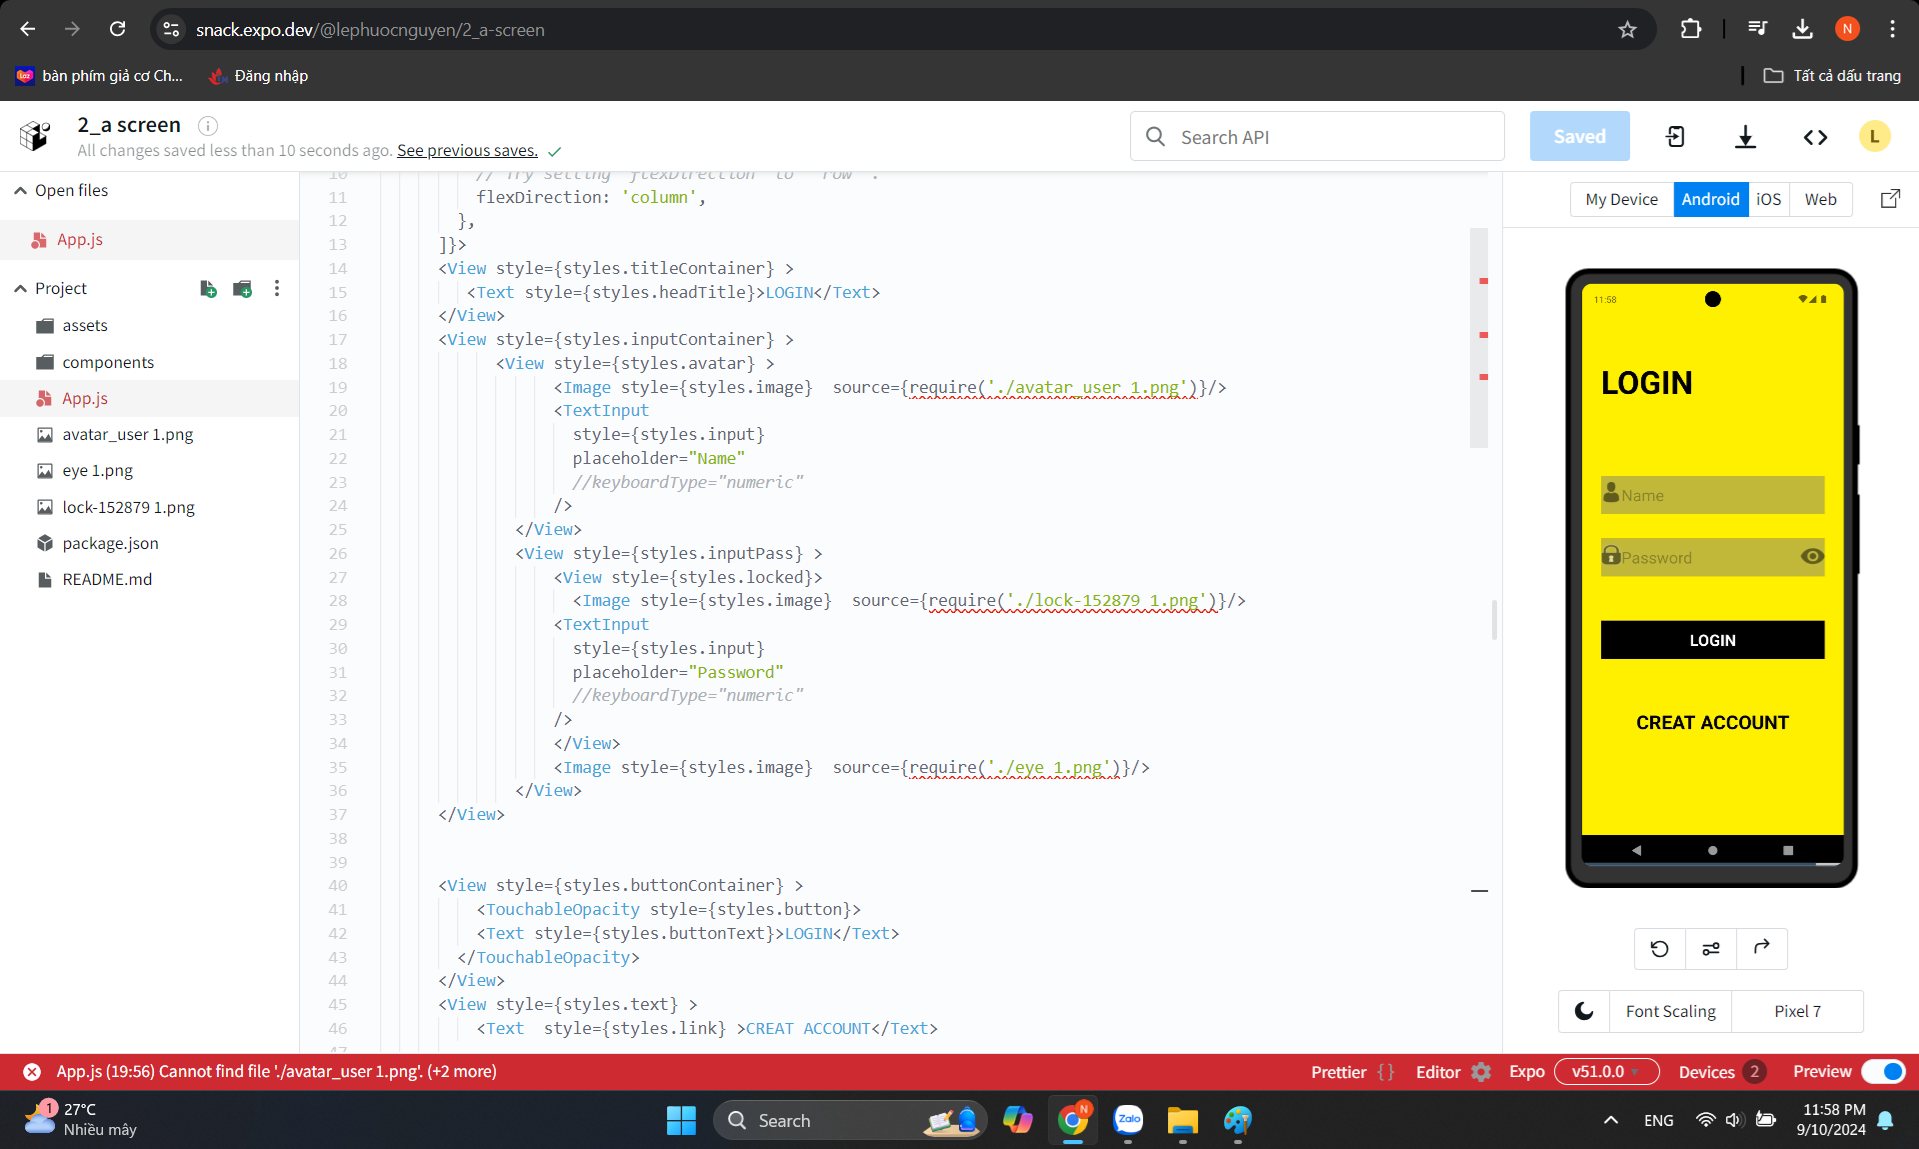 snack.expo.dev/@lephuocnguyen/2_a-screen
N
bàn phím giả cơ Ch...
Đăng nhập
Tất cả dấu trang
2_a screen
All changes saved less than 10 seconds ago. See previous saves.
Search API
Saved
L
Open files
App.js
Project
assets
components
App.js
avatar_user 1.png
eye 1.png
lock-152879 1.png
package.json
README.md
10 // Try setting `flexDirection` to `row`.
11 flexDirection: 'column',
12 },
13 ]}>
14 <View style={styles.titleContainer} >
15 <Text style={styles.headTitle}>LOGIN</Text>
16 </View>
17 <View style={styles.inputContainer} >
18 <View style={styles.avatar} >
19 <Image style={styles.image}  source={require('./avatar_user 1.png')}/>
20 <TextInput
21 style={styles.input}
22 placeholder="Name"
23 //keyboardType="numeric"
24 />
25 </View>
26 <View style={styles.inputPass} >
27 <View style={styles.locked}>
28 <Image style={styles.image}  source={require('./lock-152879 1.png')}/>
29 <TextInput
30 style={styles.input}
31 placeholder="Password"
32 //keyboardType="numeric"
33 />
34 </View>
35 <Image style={styles.image}  source={require('./eye 1.png')}/>
36 </View>
37 </View>
38
39
40 <View style={styles.buttonContainer} >
41 <TouchableOpacity style={styles.button}>
42 <Text style={styles.buttonText}>LOGIN</Text>
43 </TouchableOpacity>
44 </View>
45 <View style={styles.text} >
46 <Text  style={styles.link} >CREAT ACCOUNT</Text>
47
My Device
Android
iOS
Web
11:58
LOGIN
Name
Password
LOGIN
CREAT ACCOUNT
Font Scaling
Pixel 7
App.js (19:56) Cannot find file './avatar_user 1.png'. (+2 more)
Prettier {}
Editor
Expo
v51.0.0
Devices 2
Preview
1
27°C
Nhiều mây
Search
N
Zalo
ENG
11:58 PM
9/10/2024